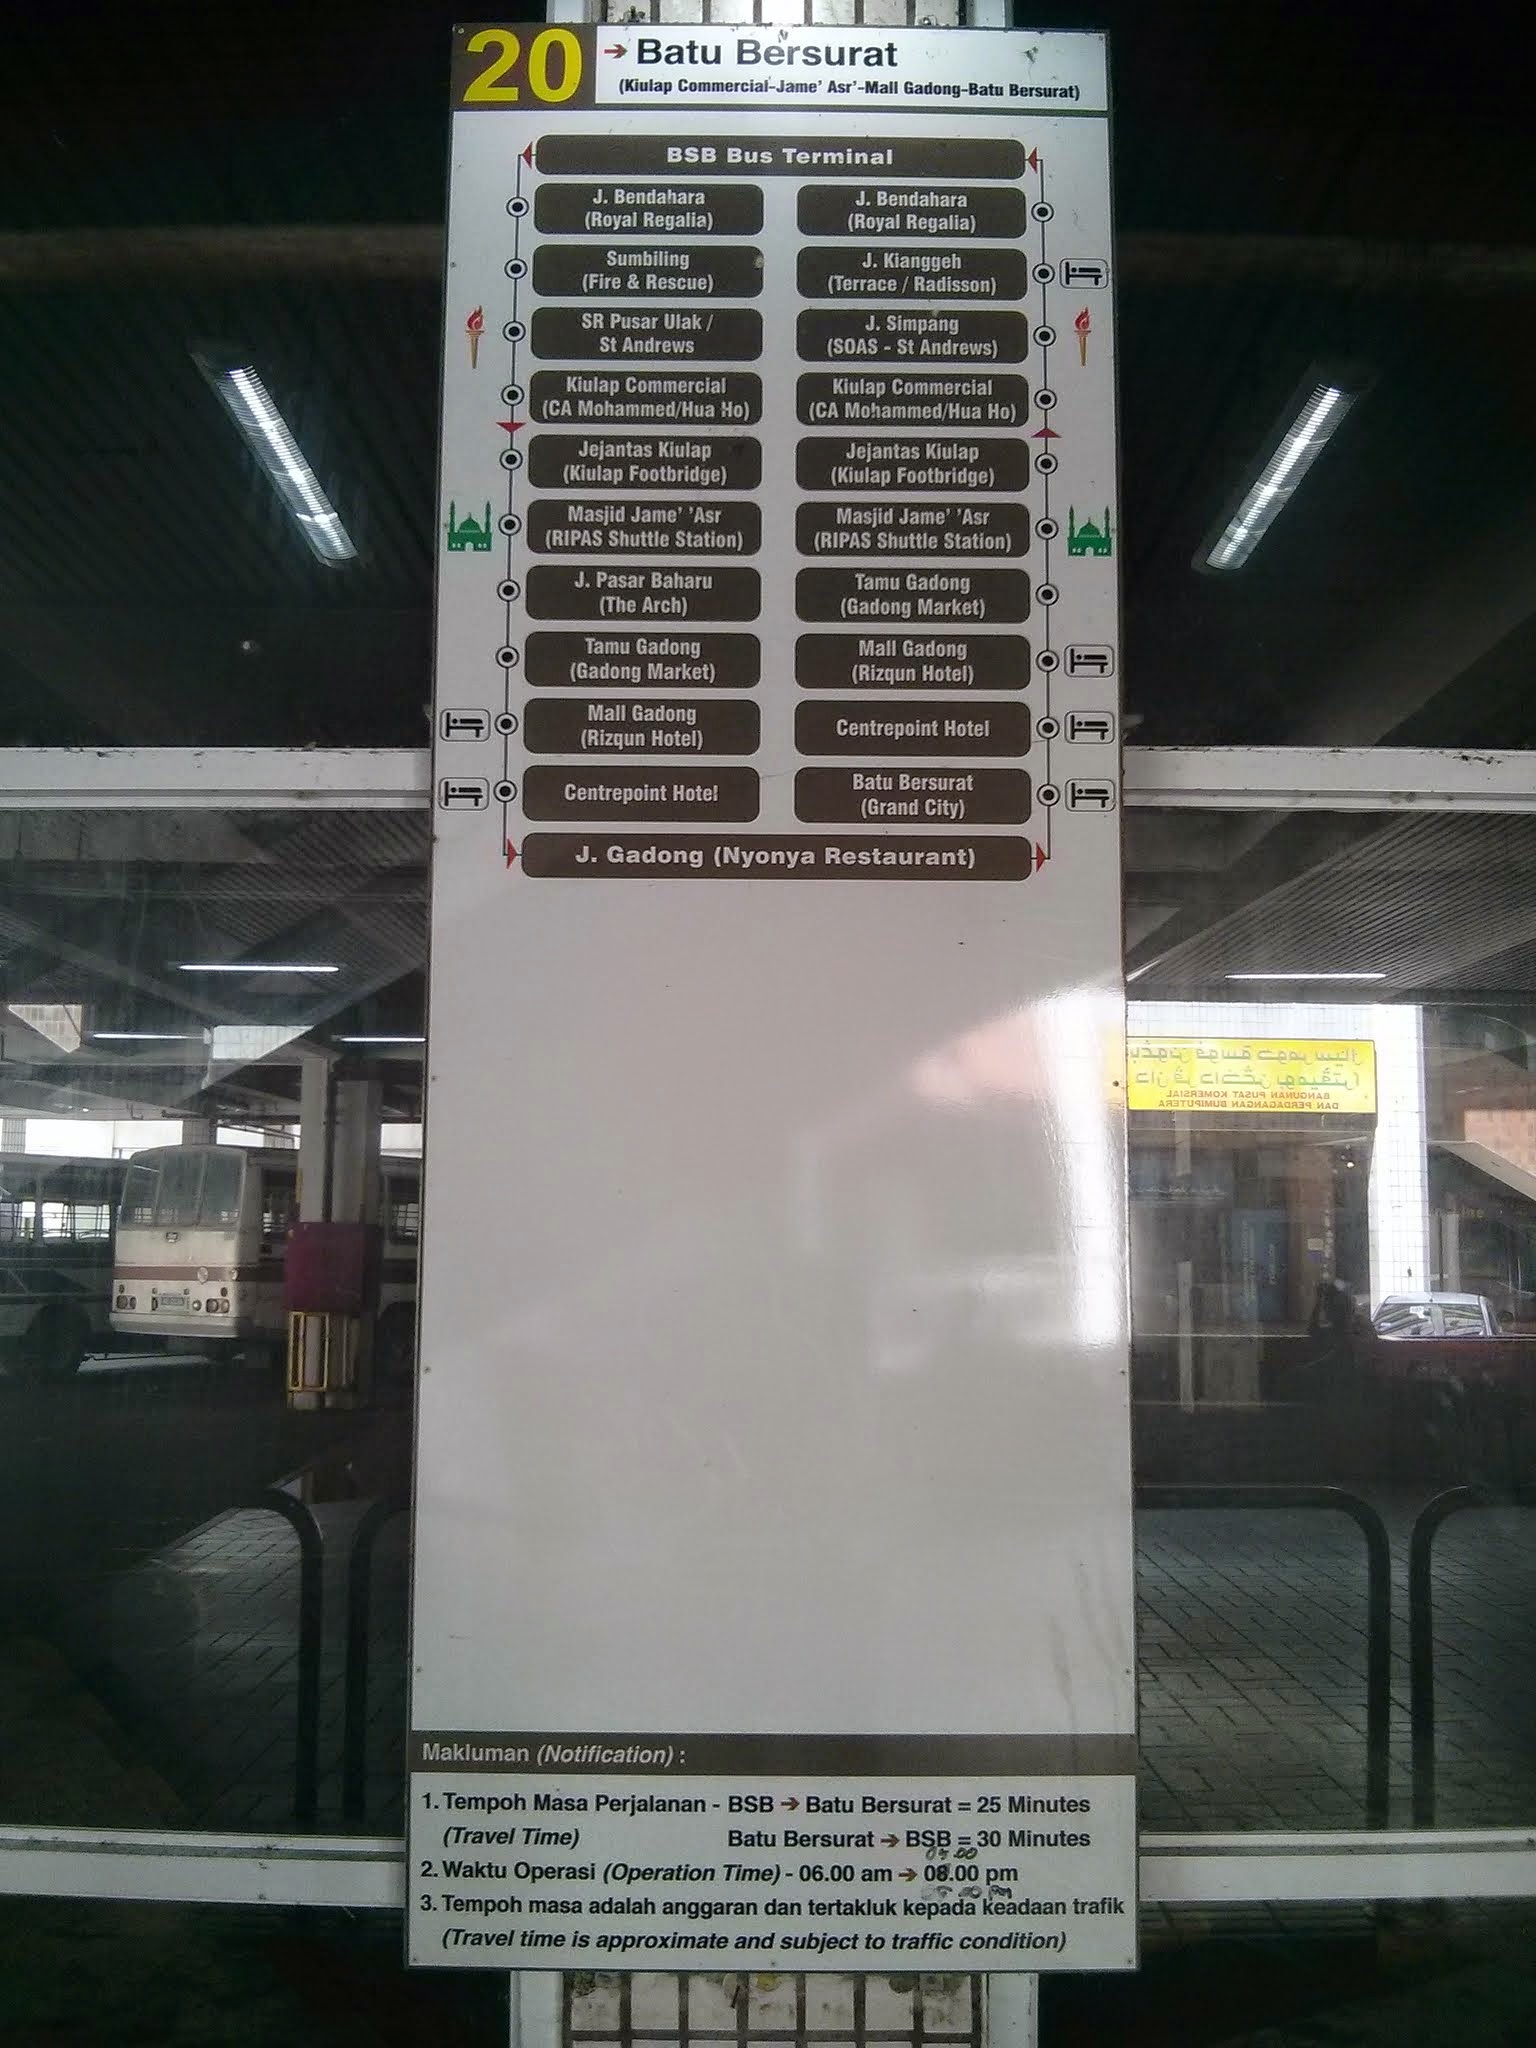 20
Batu Bersurat
(Kiulap Commercial-Jame' Asr'-Mall Gadong-Batu Bersurat)
BSB Bus Terminal
J. Bendahara
(Royal Regalia)
Sumbiling
(Fire & Rescue)
SR Pusar Ulak /
St Andrews
Kiulap Commercial
(CA Mohammed/Hua Ho)
Jejantas Kiulap
(Kiulap Footbridge)
Masjid Jame' 'Asr
(RIPAS Shuttle Station)
J. Pasar Baharu
(The Arch)
Tamu Gadong
(Gadong Market)
Mall Gadong
(Rizqun Hotel)
Centrepoint Hotel
J. Bendahara
(Royal Regalia)
J. Kianggeh
(Terrace / Radisson)
J. Simpang
(SOAS - St Andrews)
Kiulap Commercial
(CA Mohammed/Hua Ho)
Jejantas Kiulap
(Kiulap Footbridge)
Masjid Jame' 'Asr
(RIPAS Shuttle Station)
Tamu Gadong
(Gadong Market)
Mall Gadong
(Rizqun Hotel)
Centrepoint Hotel
Batu Bersurat
(Grand City)
J. Gadong (Nyonya Restaurant)
BANGUNAN PUSAT KOMERSIAL
DAN PERDAGANGAN BUMIPUTERA
Makluman (Notification) :
1. Tempoh Masa Perjalanan - BSB → Batu Bersurat = 25 Minutes
(Travel Time) Batu Bersurat → BSB = 30 Minutes
2. Waktu Operasi (Operation Time) - 06.00 am → 08.00 pm
3. Tempoh masa adalah anggaran dan tertakluk kepada keadaan trafik
(Travel time is approximate and subject to traffic condition)